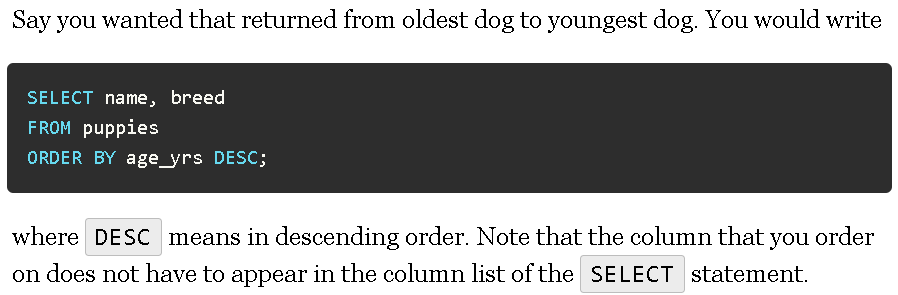 Say you wanted that returned from oldest dog to youngest dog. You would write
SELECT name, breed
FROM puppies
ORDER BY age_yrs DESC;
where DESC means in descending order. Note that the column that you order
on does not have to appear in the column list of the SELECT statement.